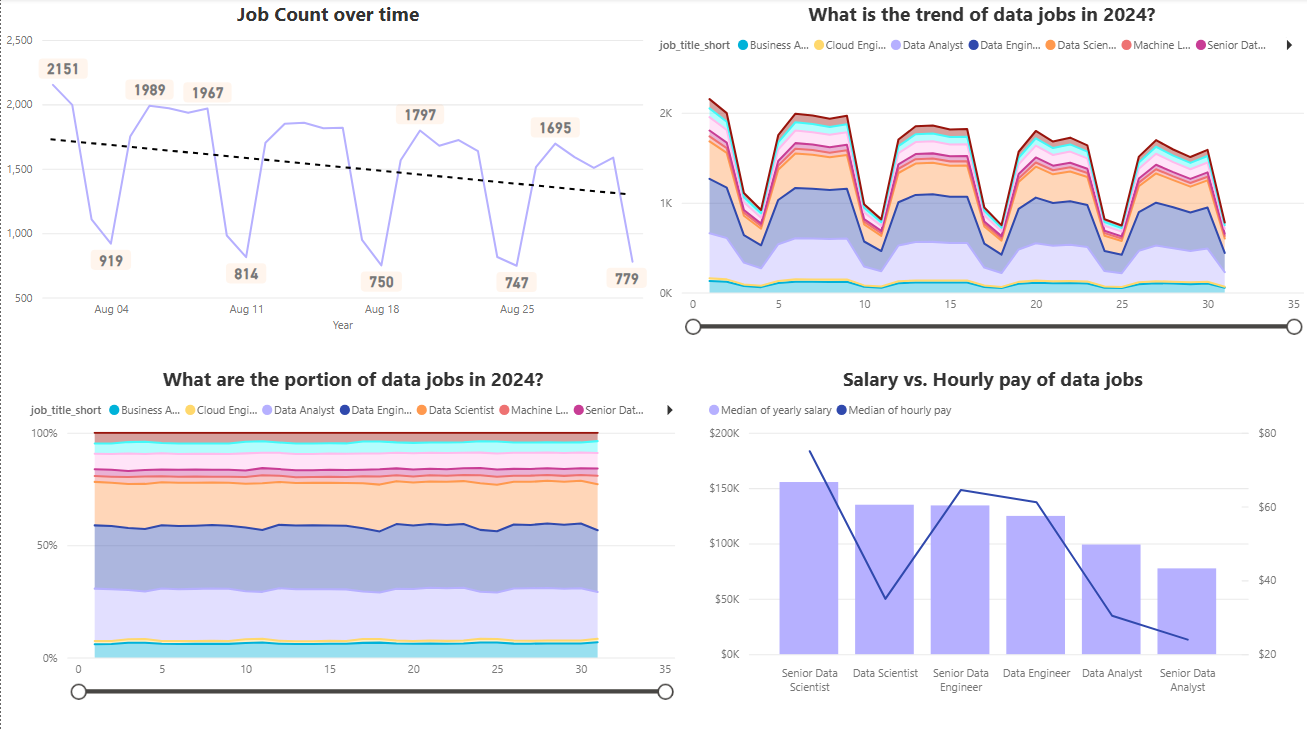 Job Count over time
2,500
2,000
1,500
1,000
500
2151
1989
1967
1797
1695
919
814
750
747
779
Aug 04
Aug 11
Aug 18
Aug 25
Year
What is the trend of data jobs in 2024?
job_title_short Business A... Cloud Engi... Data Analyst Data Engin... Data Scien... Machine L... Senior Dat...
2K
1K
0K
0 5 10 15 20 25 30 35
What are the portion of data jobs in 2024?
job_title_short Business A... Cloud Engi... Data Analyst Data Engin... Data Scientist Machine L... Senior Dat...
100%
50%
0%
0 5 10 15 20 25 30 35
Salary vs. Hourly pay of data jobs
Median of yearly salary Median of hourly pay
$200K
$150K
$100K
$50K
$0K
$80
$60
$40
$20
Senior Data
Scientist
Data Scientist
Senior Data
Engineer
Data Engineer
Data Analyst
Senior Data
Analyst